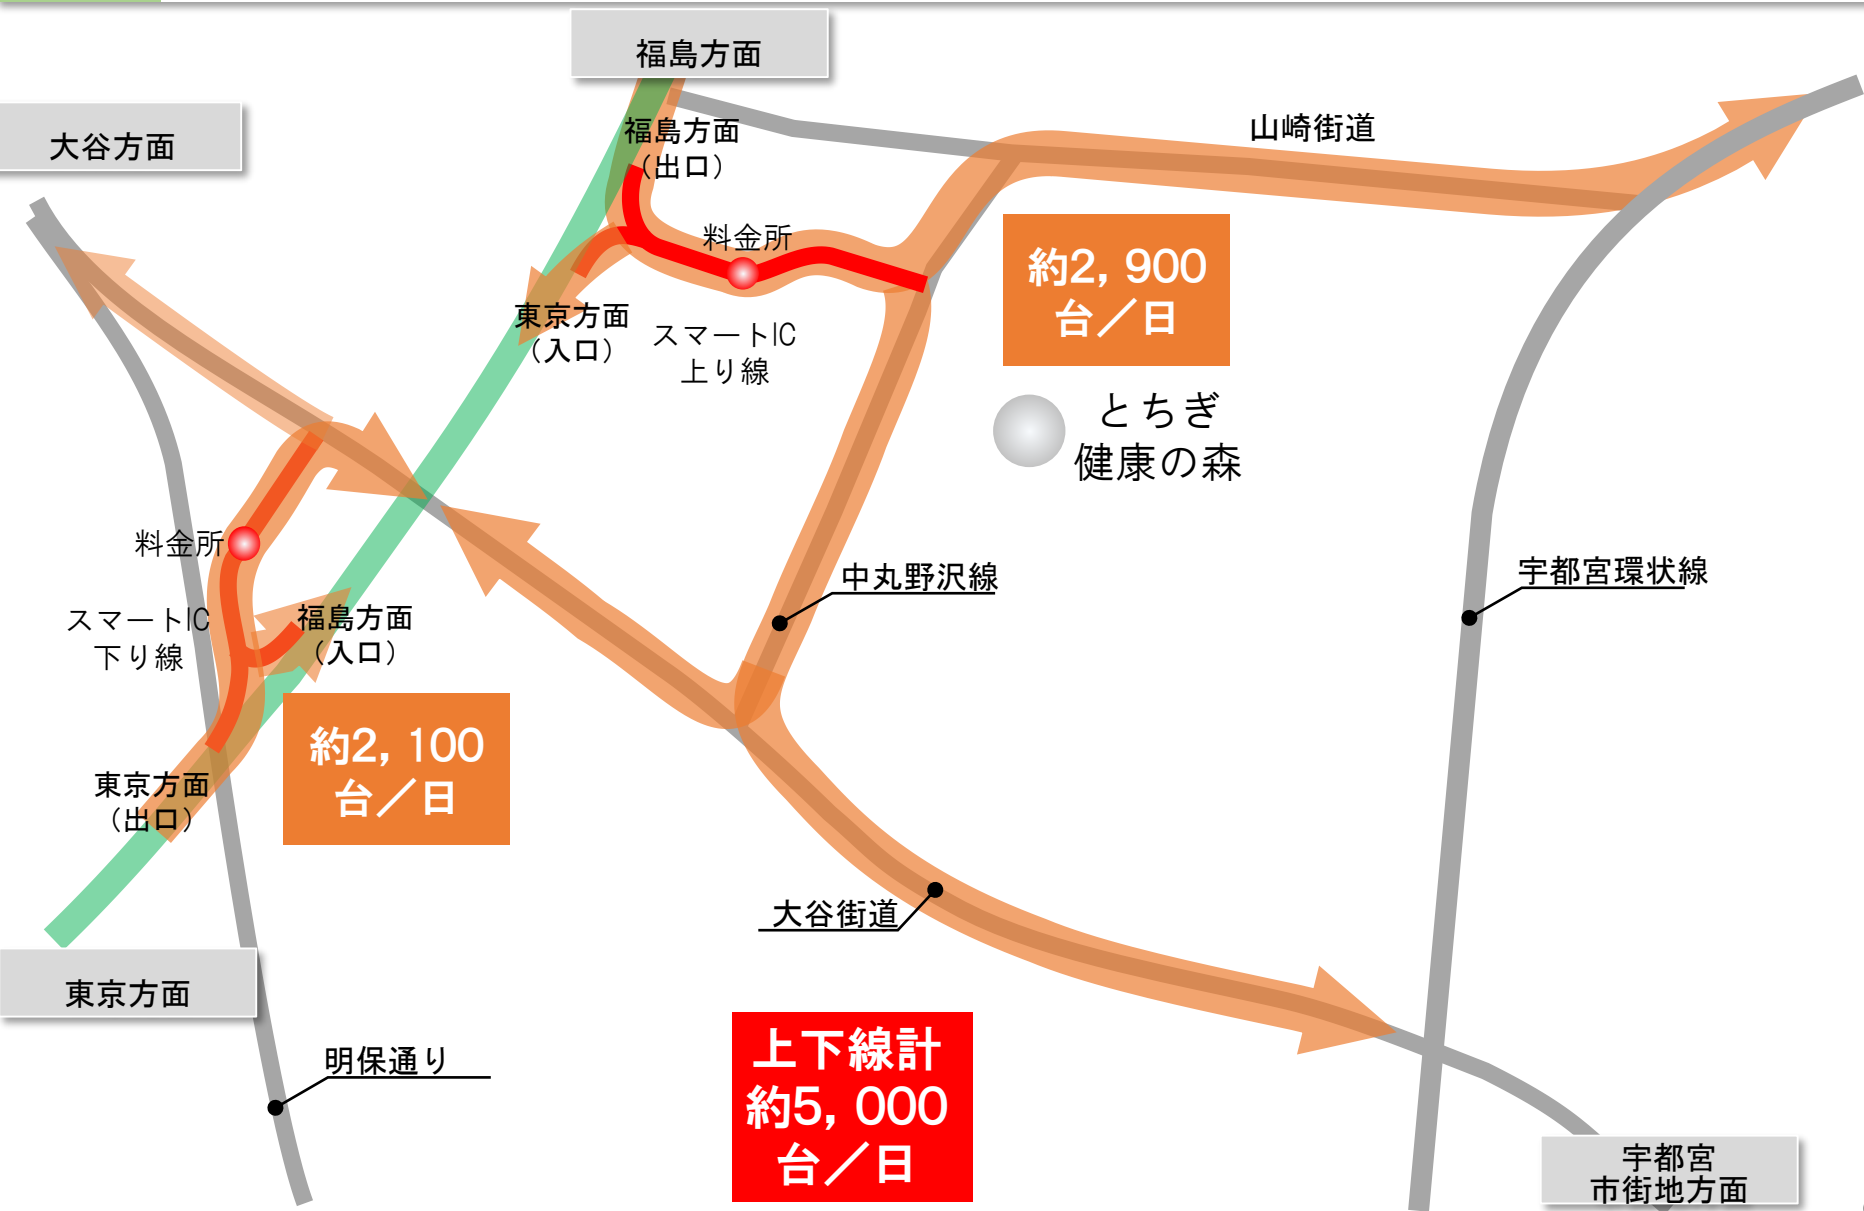 福島方面
大谷方面
福島方面
（出口）
山崎街道
料金所
約2，900
台／日
東京方面
（入口）
スマートIC
上り線
とちぎ
健康の森
料金所
中丸野沢線
宇都宮環状線
スマートIC
下り線
福島方面
（入口）
約2，100
台／日
東京方面
（出口）
大谷街道
東京方面
明保通り
上下線計
約5，000
台／日
宇都宮
市街地方面